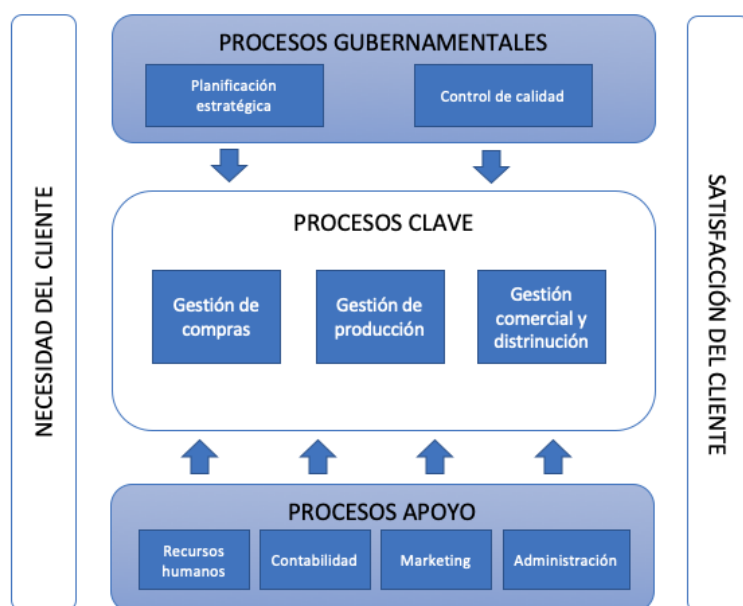 NECESIDAD DEL CLIENTE
PROCESOS GUBERNAMENTALES
Planificación
estratégica
Control de calidad
PROCESOS CLAVE
Gestión de
compras
Gestión de
producción
Gestión
comercial y
distrinución
PROCESOS APOYO
Recursos
humanos
Contabilidad
Marketing
Administración
SATISFACCIÓN DEL CLIENTE